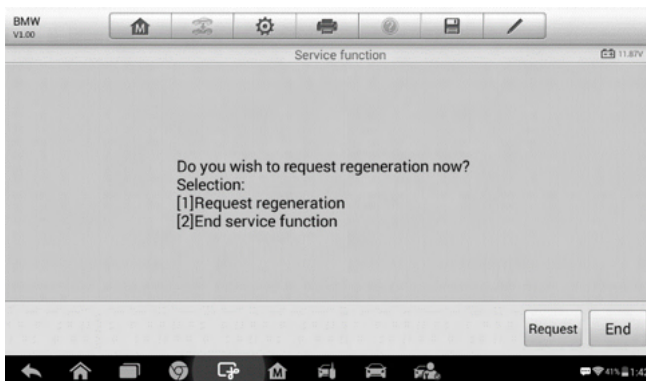 BMW
V1.00
Service function
11.87V
Do you wish to request regeneration now?
Selection:
[1]Request regeneration
[2]End service function
Request End
41%